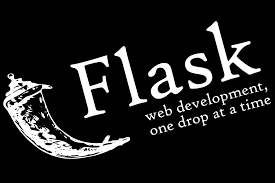 Flask
web development,
one drop at a time